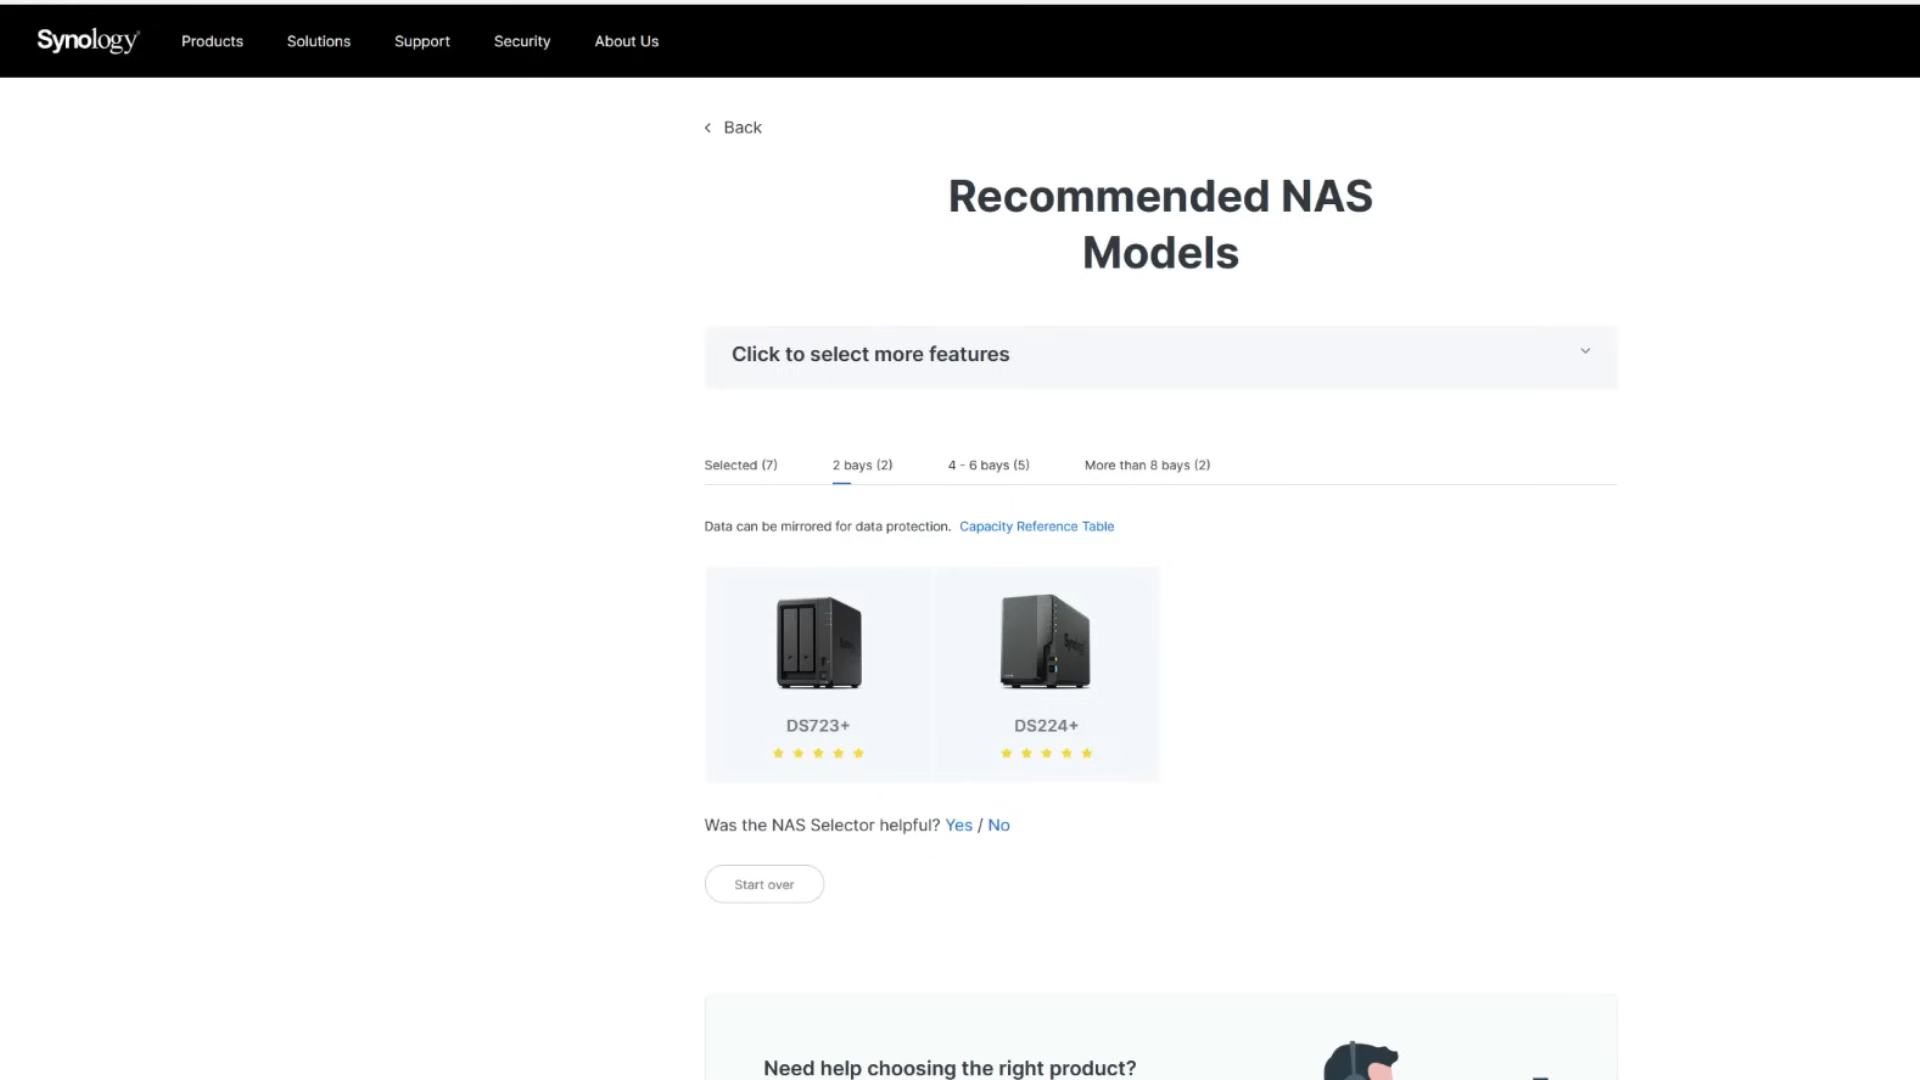 Synology
Products
Solutions
Support
Security
About Us
Back
Recommended NAS
Models
Click to select more features
Selected (7)
2 bays (2)
4 - 6 bays (5)
More than 8 bays (2)
Data can be mirrored for data protection. Capacity Reference Table
DS723+
DS224+
Was the NAS Selector helpful? Yes / No
Start over
Need help choosing the right product?